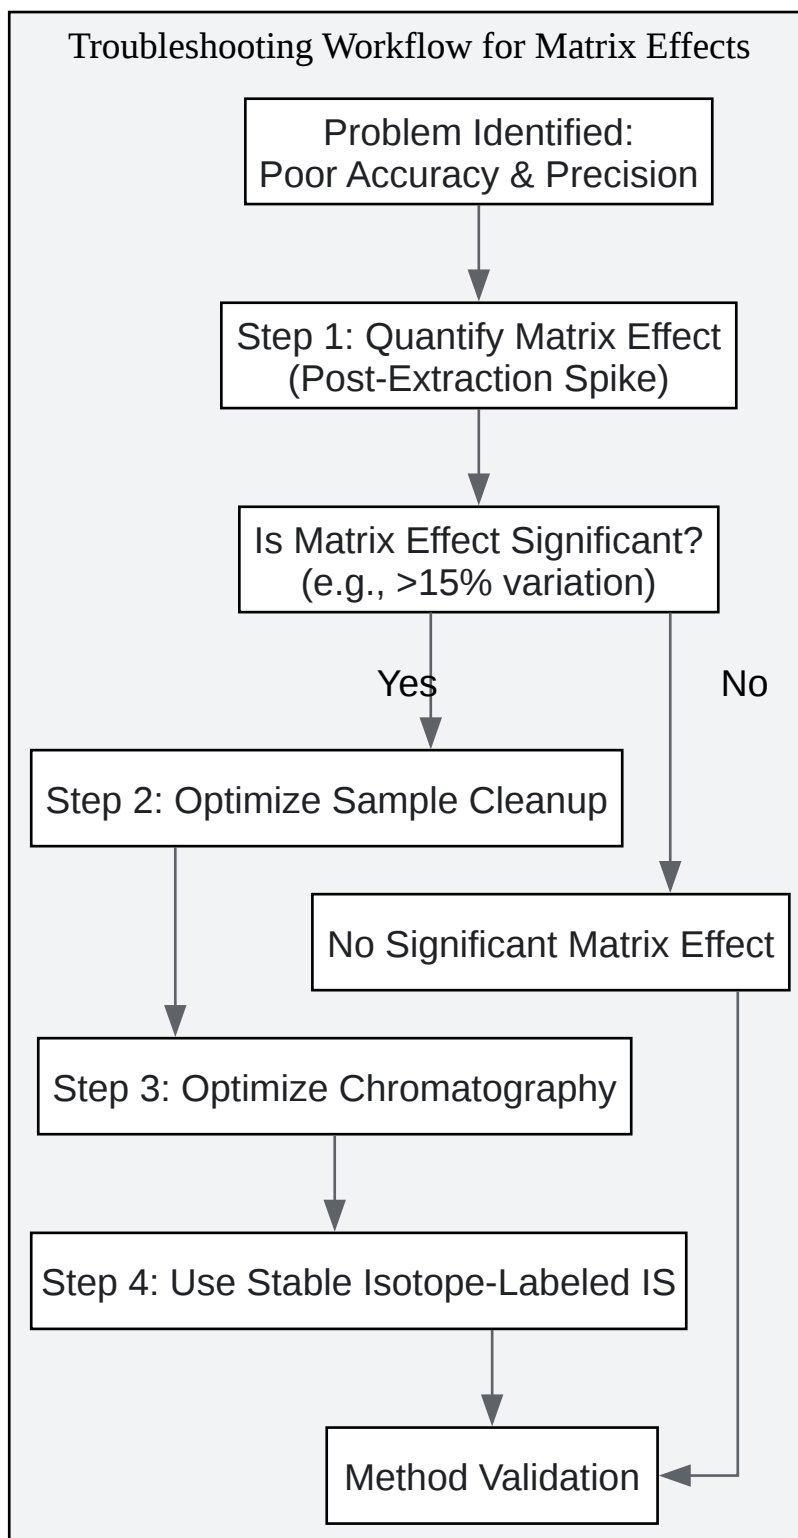 Troubleshooting Workflow for Matrix Effects
Problem Identified:
Poor Accuracy & Precision
Step 1: Quantify Matrix Effect
(Post-Extraction Spike)
Is Matrix Effect Significant?
(e.g., >15% variation)
Yes
No
Step 2: Optimize Sample Cleanup
No Significant Matrix Effect
Step 3: Optimize Chromatography
Step 4: Use Stable Isotope-Labeled IS
Method Validation